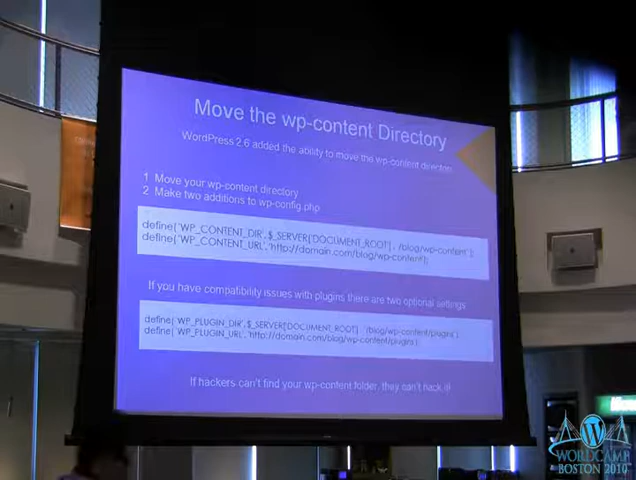 Move the wp-content Directory
WordPress 2.6 added the ability to move the wp-content directory
1 Move your wp-content directory
2 Make two additions to wp-config.php
define( 'WP_CONTENT_DIR', $_SERVER['DOCUMENT_ROOT'] . '/blog/wp-content' );
define( 'WP_CONTENT_URL', 'http://domain.com/blog/wp-content');
If you have compatibility issues with plugins there are two optional settings
define( 'WP_PLUGIN_DIR', $_SERVER['DOCUMENT_ROOT'] . '/blog/wp-content/plugins' );
define( 'WP_PLUGIN_URL', 'http://domain.com/blog/wp-content/plugins');
If hackers can't find your wp-content folder, they can't hack it!
WORDCAMP
BOSTON 2010